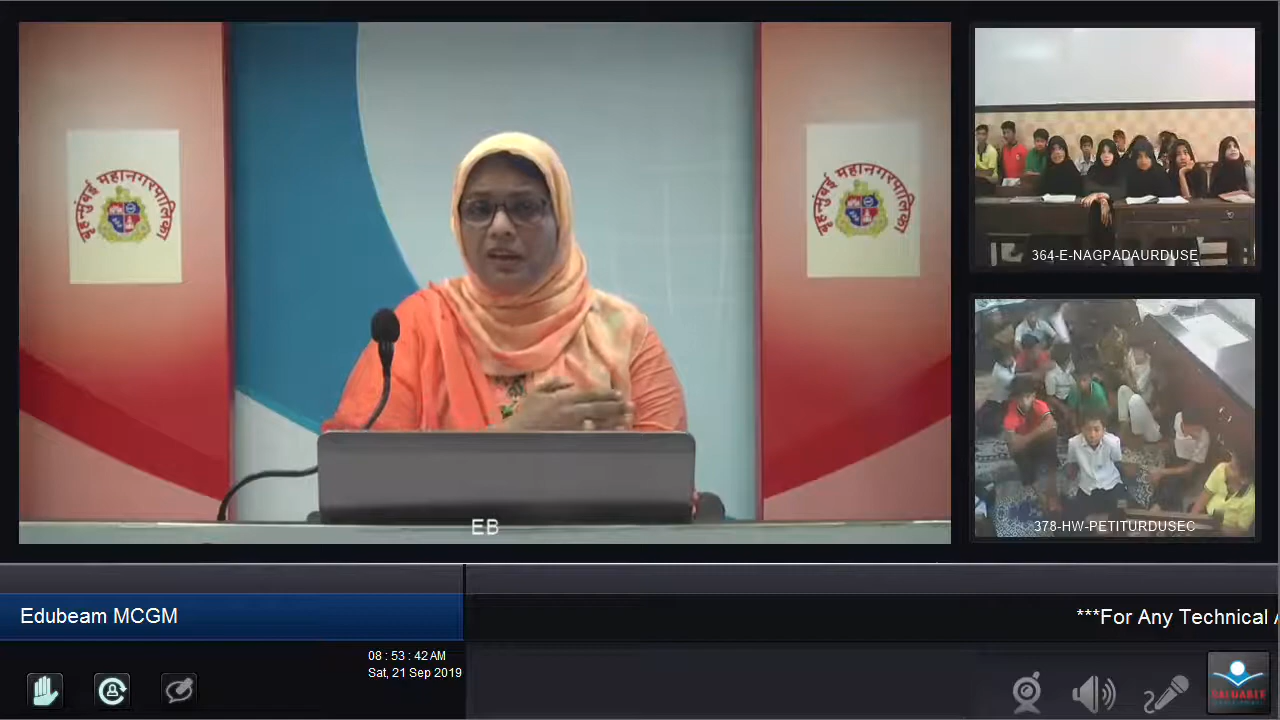 बृहन्मुंबई महानगरपालिका
बृहन्मुंबई महानगरपालिका
EB
364-E-NAGPADAURDUSE
378-HW-PETITURDUSEC
Edubeam MCGM
***For Any Technical
08 : 53 : 42 AM
Sat, 21 Sep 2019
VALUABLE